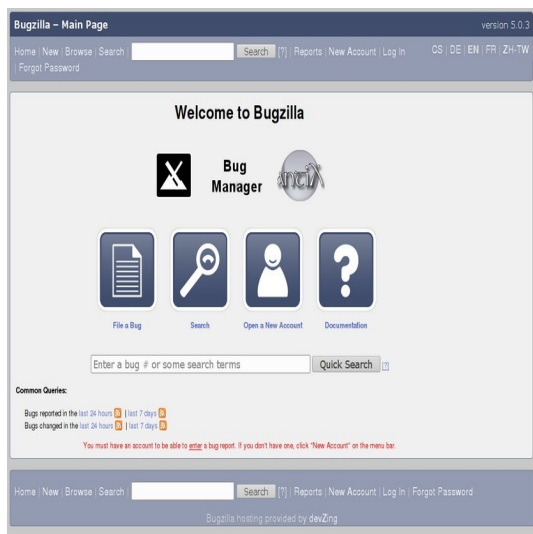 Bugzilla – Main Page
version 5.0.3
Home | New | Browse | Search | Search [?] | Reports | New Account | Log In
| Forgot Password
CS | DE | EN | FR | ZH-TW
Welcome to Bugzilla
Bug
Manager
antiX
File a Bug
Search
Open a New Account
Documentation
Enter a bug # or some search terms
Quick Search [?]
Common Queries:
Bugs reported in the last 24 hours | last 7 days
Bugs changed in the last 24 hours | last 7 days
You must have an account to be able to enter a bug report. If you don't have one, click "New Account" on the menu bar.
Home | New | Browse | Search | Search [?] | Reports | New Account | Log In | Forgot Password
Bugzilla hosting provided by devZing